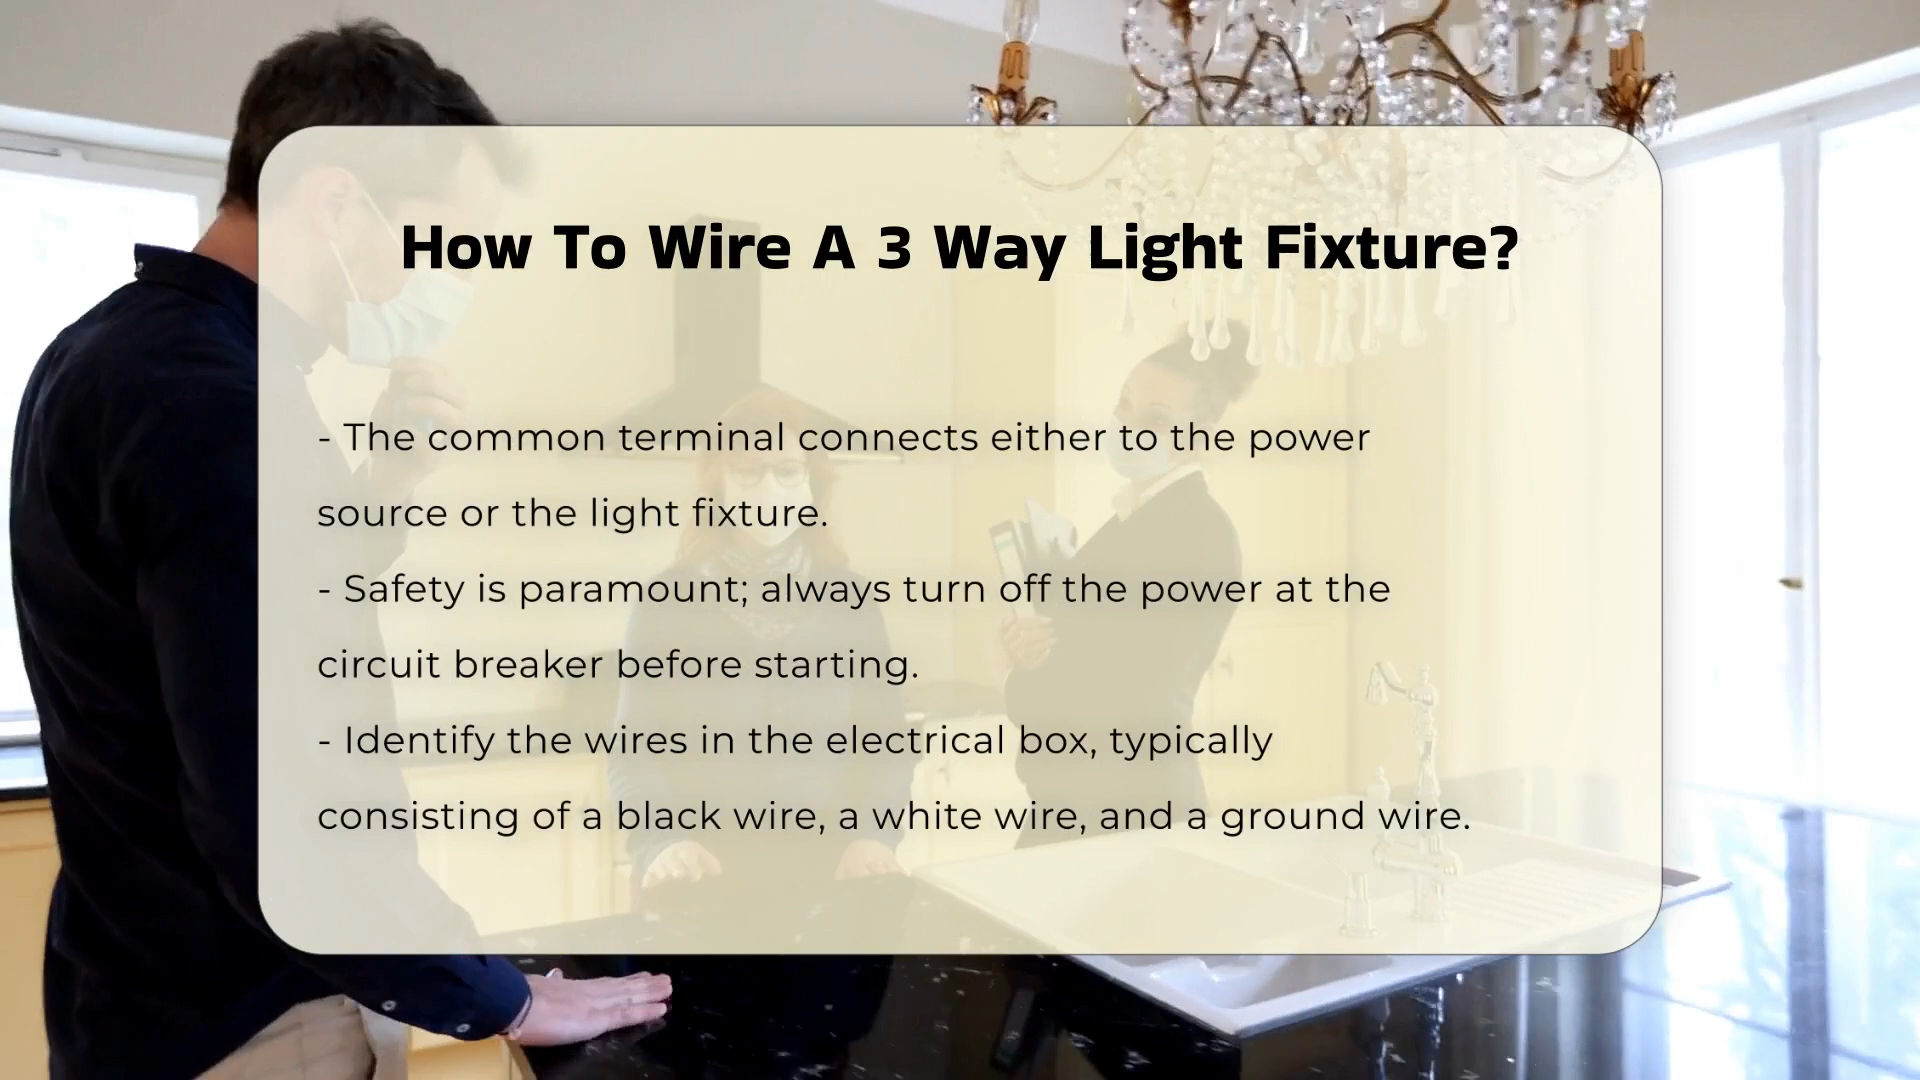 How To Wire A 3 Way Light Fixture?
- The common terminal connects either to the power
source or the light fixture.
- Safety is paramount; always turn off the power at the
circuit breaker before starting.
- Identify the wires in the electrical box, typically
consisting of a black wire, a white wire, and a ground wire.